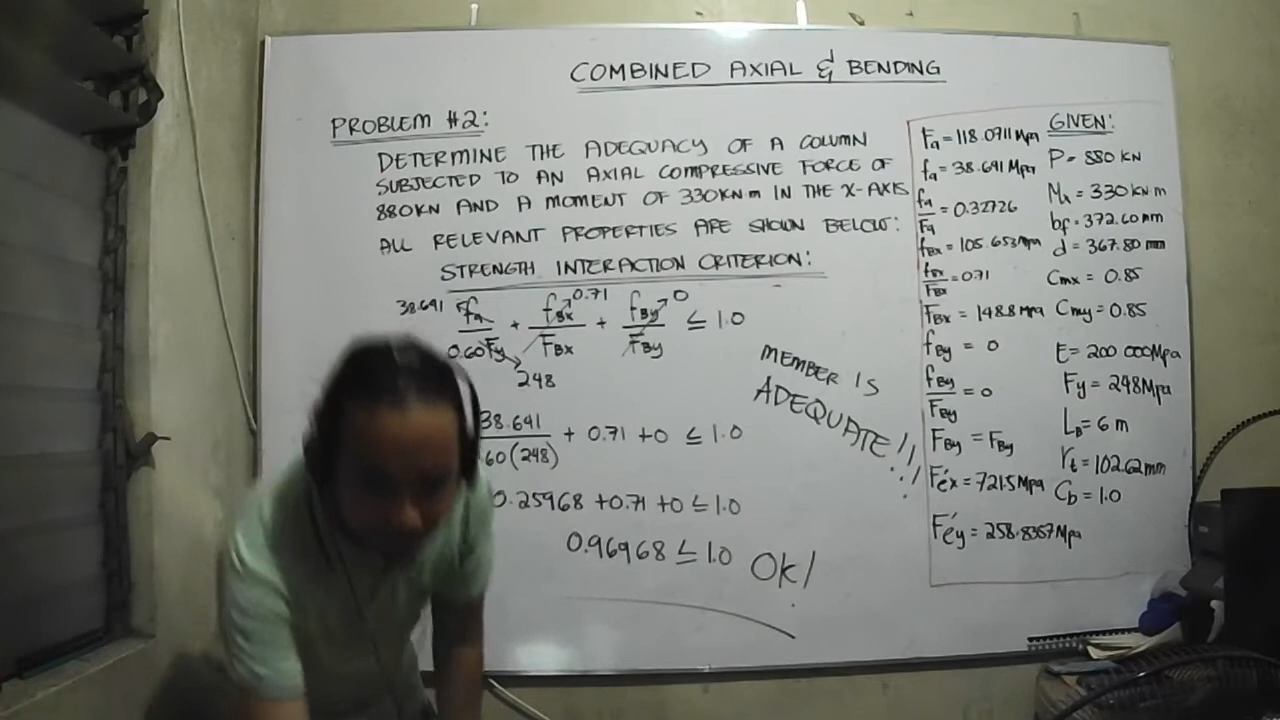 COMBINED AXIAL & BENDING
PROBLEM #2:
DETERMINE THE ADEQUACY OF A COLUMN
SUBJECTED TO AN AXIAL COMPRESSIVE FORCE OF
880KN AND A MOMENT OF 330KN·m IN THE X-AXIS
ALL RELEVANT PROPERTIES ARE SHOWN BELOW:
STRENGTH INTERACTION CRITERION:
38.691 fa/0.60Fy + fBx/FBx + fBy/FBy ≤ 1.0
0.71
0
248
38.691/60(248) + 0.71 + 0 ≤ 1.0
0.25968 + 0.71 + 0 ≤ 1.0
0.96968 ≤ 1.0 Ok!
MEMBER IS
ADEQUATE!!!
Fa = 118.0711 Mpa
fa = 38.691 Mpa
fa/Fa = 0.32726
fBx = 105.653 Mpa
fBx/FBx = 0.71
FBx = 148.8 Mpa
fBy = 0
fBy/FBy = 0
FBy = FBy
F'ex = 721.5 Mpa
F'ey = 258.8357 Mpa
GIVEN:
P = 880 KN
Mx = 330 KN·m
bf = 372.60 mm
d = 367.80 mm
Cmx = 0.85
Cmy = 0.85
E = 200 000 Mpa
Fy = 248 Mpa
LB = 6 m
rt = 102.62 mm
Cb = 1.0